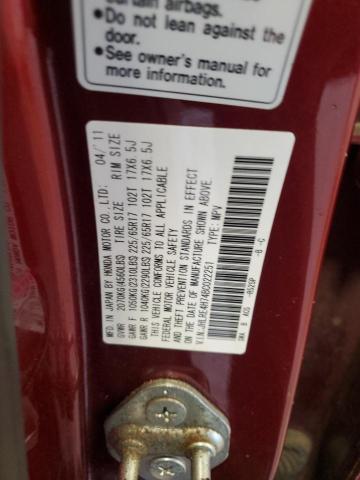 curtain airbags.
•Do not lean against the
door.
•See owner's manual for
more information.
MFD. IN JAPAN BY HONDA MOTOR CO., LTD. 04/'11
GVWR 2070KG(4560LBS) TIRE SIZE RIM SIZE
GAWR F 1050KG(2310LBS) 225/65R17 102T 17X6.5J
GAWR R 1040KG(2290LBS) 225/65R17 102T 17X6.5J
THIS VEHICLE CONFORMS TO ALL APPLICABLE
FEDERAL MOTOR VEHICLE SAFETY
AND THEFT PREVENTION STANDARDS IN EFFECT
ON THE DATE OF MANUFACTURE SHOWN ABOVE.
V.I.N.:JHLRE4H74BC022251 TYPE: MPV
-B -C